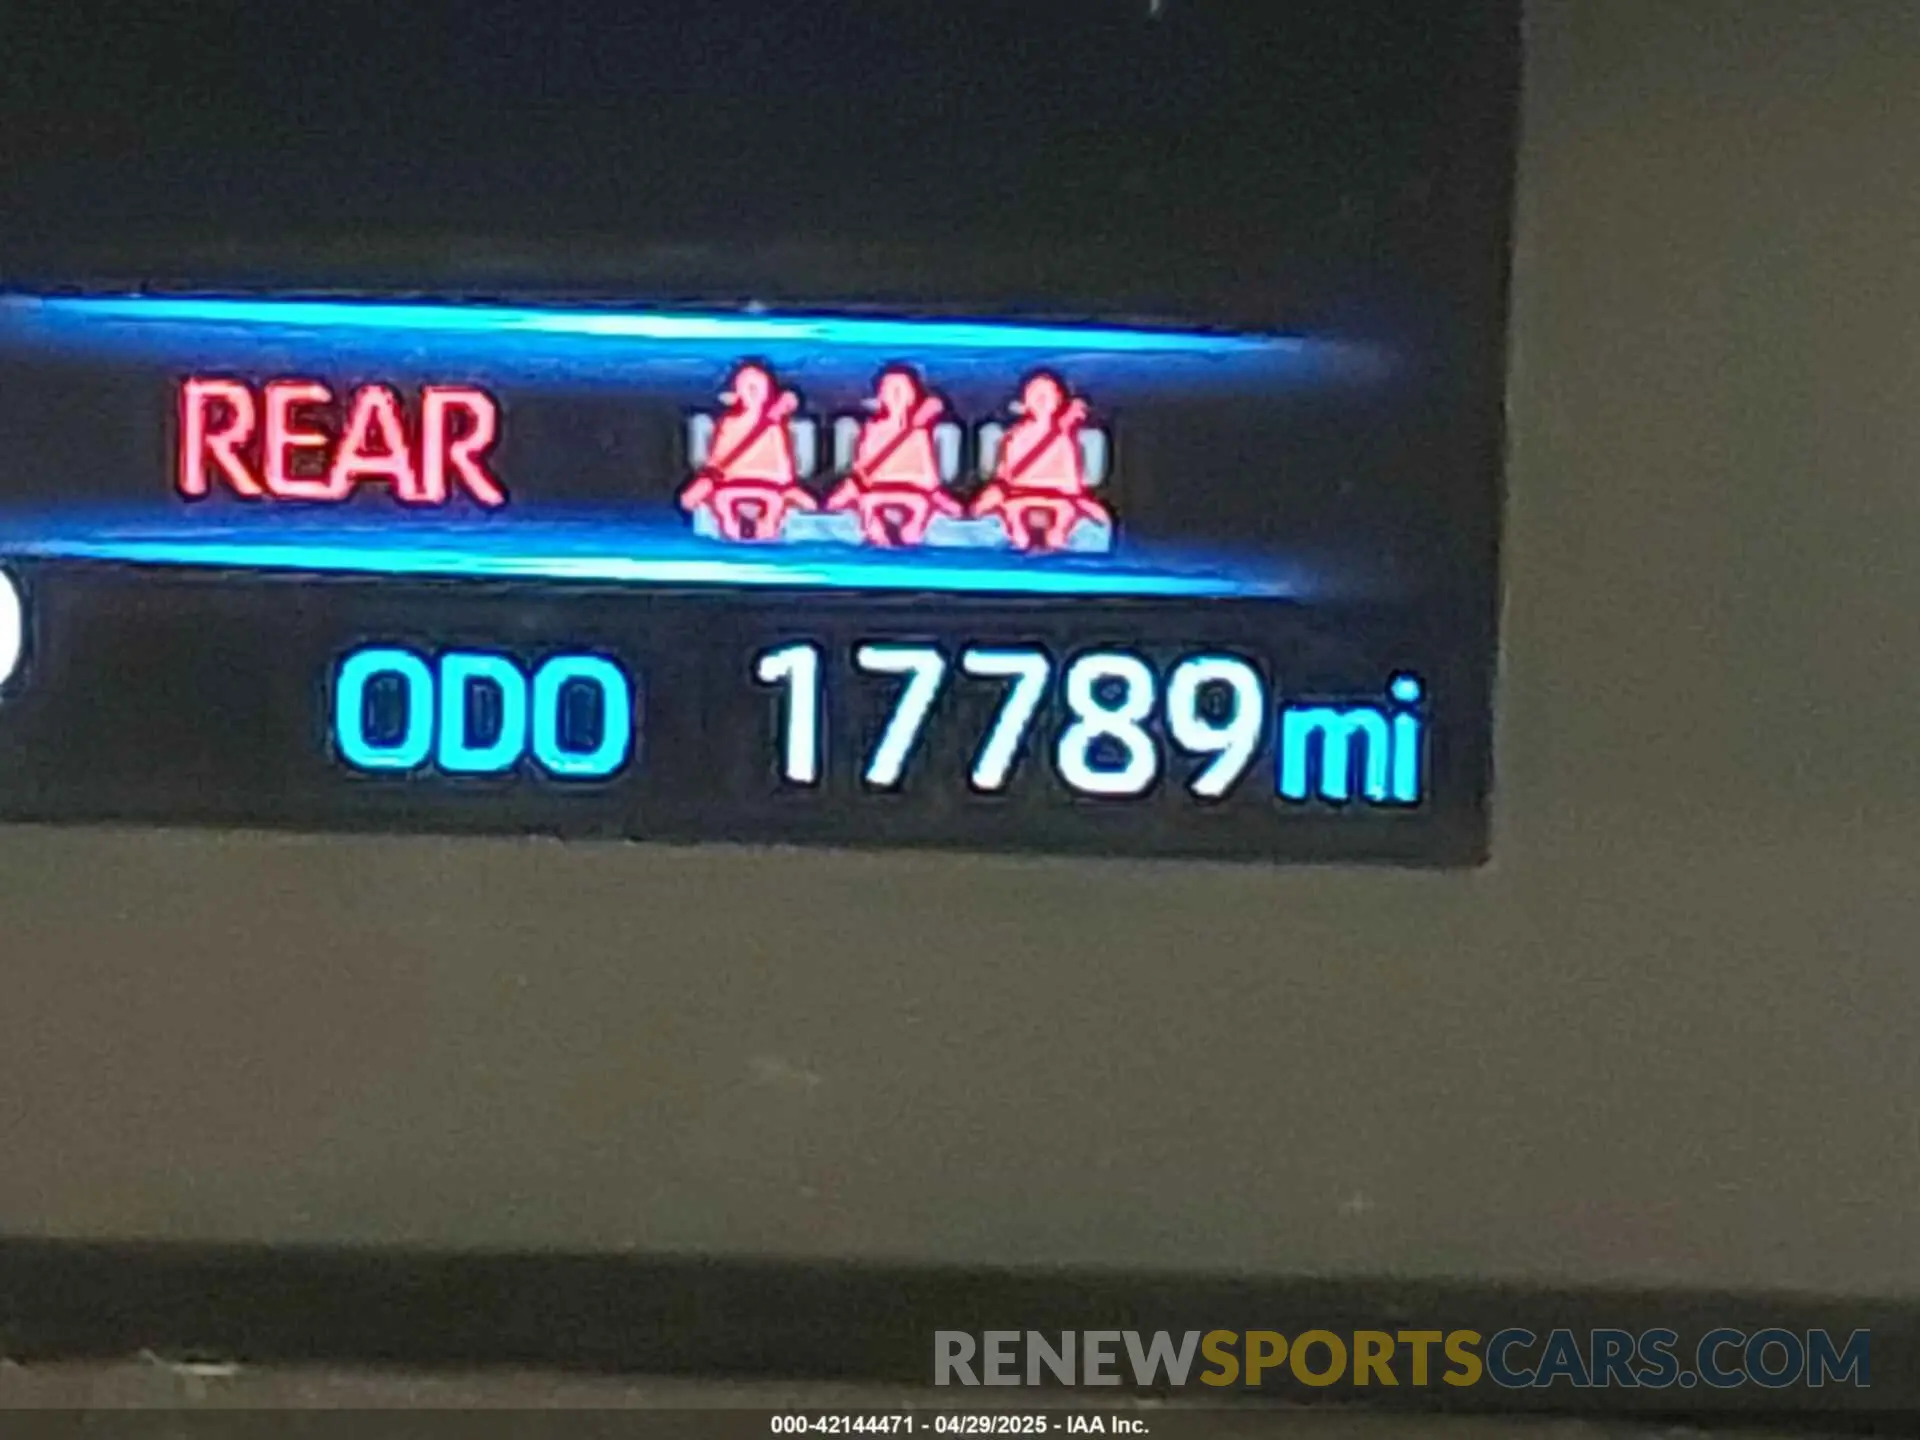 REAR
ODO 17789mi
RENEWSPORTSCARS.COM
000-42144471 - 04/29/2025 - IAA Inc.